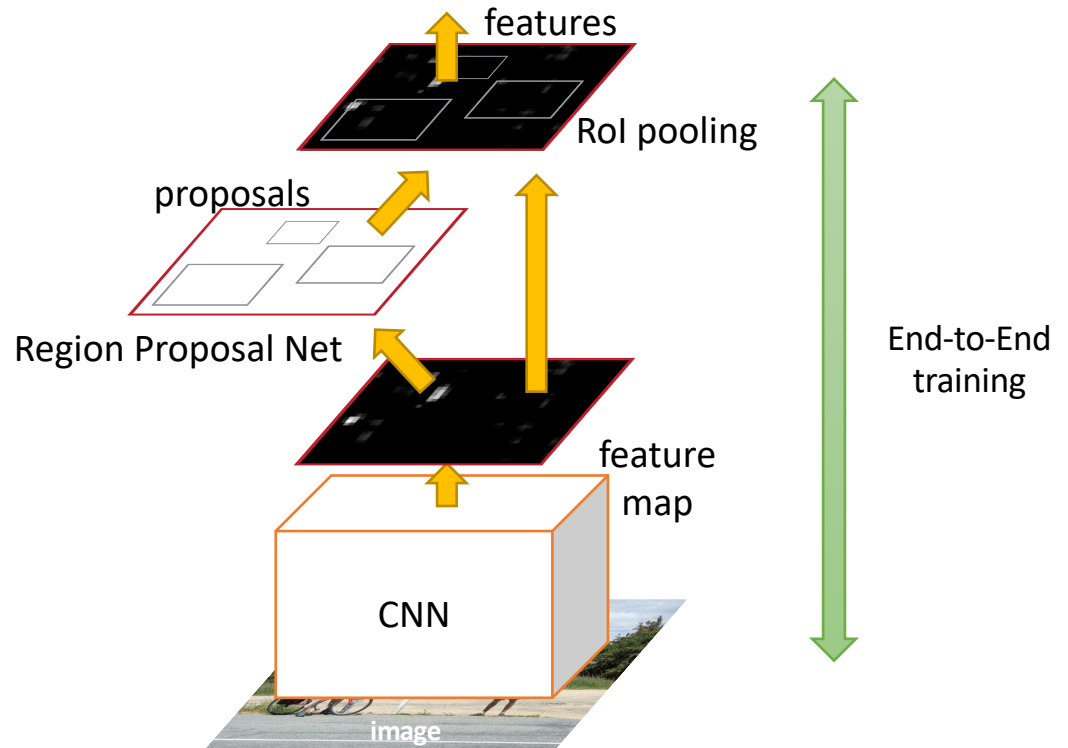 features
RoI pooling
proposals
Region Proposal Net
End-to-End
training
feature
map
CNN
image